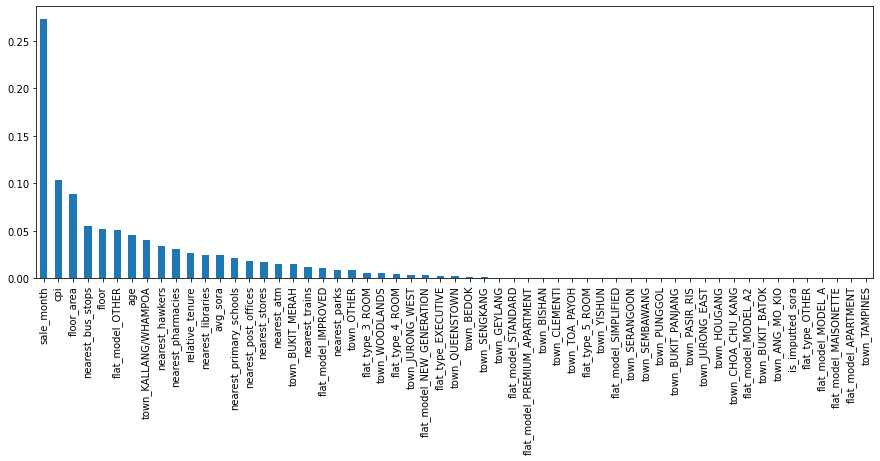 0.25
0.20
0.15
0.10
0.05
0.00
sale_month
cpi
floor_area
nearest_bus_stops
floor
flat_model_OTHER
age
town_KALLANG/WHAMPOA
nearest_hawkers
nearest_pharmacies
relative_tenure
nearest_libraries
avg_sora
nearest_primary_schools
nearest_post_offices
nearest_stores
nearest_atm
town_BUKIT_MERAH
nearest_trains
flat_model_IMPROVED
nearest_parks
town_OTHER
flat_type_3_ROOM
town_WOODLANDS
flat_type_4_ROOM
town_JURONG_WEST
flat_model_NEW_GENERATION
flat_type_EXECUTIVE
town_QUEENSTOWN
town_BEDOK
town_SENGKANG
town_GEYLANG
flat_model_STANDARD
flat_model_PREMIUM_APARTMENT
town_BISHAN
town_CLEMENTI
town_TOA_PAYOH
flat_type_5_ROOM
town_YISHUN
flat_model_SIMPLIFIED
town_SERANGOON
town_SEMBAWANG
town_PUNGGOL
town_BUKIT_PANJANG
town_PASIR_RIS
town_JURONG_EAST
town_HOUGANG
town_CHOA_CHU_KANG
flat_model_MODEL_A2
town_BUKIT_BATOK
town_ANG_MO_KIO
is_imputted_sora
flat_type_OTHER
flat_model_MODEL_A
flat_model_MAISONETTE
flat_model_APARTMENT
town_TAMPINES